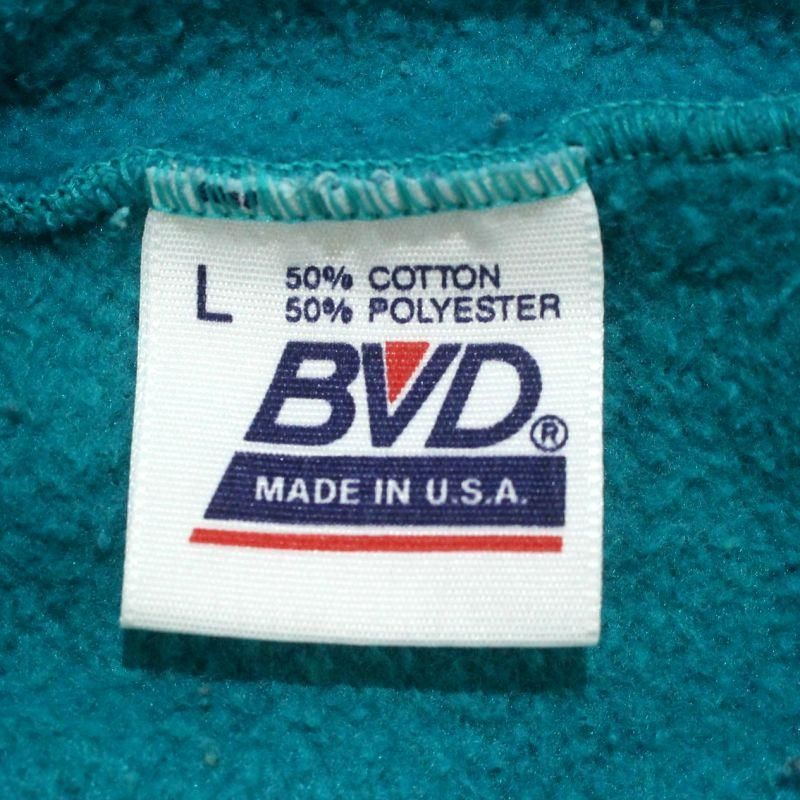 L 50% COTTON
50% POLYESTER
BVD®
MADE IN U.S.A.